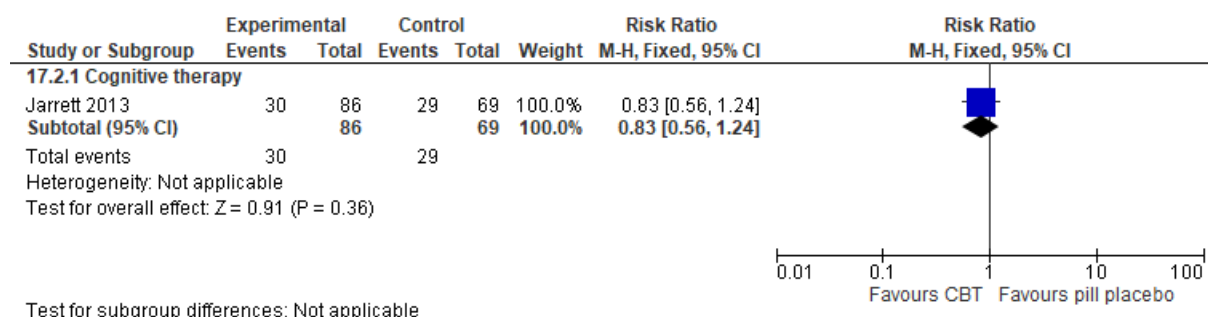 Experimental Control Risk Ratio Risk Ratio
Study or Subgroup Events Total Events Total Weight M-H, Fixed, 95% CI M-H, Fixed, 95% CI
17.2.1 Cognitive therapy
Jarrett 2013 30 86 29 69 100.0% 0.83 [0.56, 1.24]
Subtotal (95% CI) 86 69 100.0% 0.83 [0.56, 1.24]
Total events 30 29
Heterogeneity: Not applicable
Test for overall effect: Z = 0.91 (P = 0.36)
0.01 0.1 1 10 100
Favours CBT Favours pill placebo
Test for subgroup differences: Not applicable